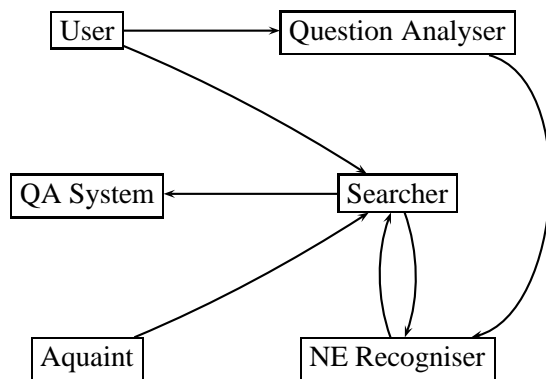 User
Question Analyser
QA System
Searcher
Aquaint
NE Recogniser